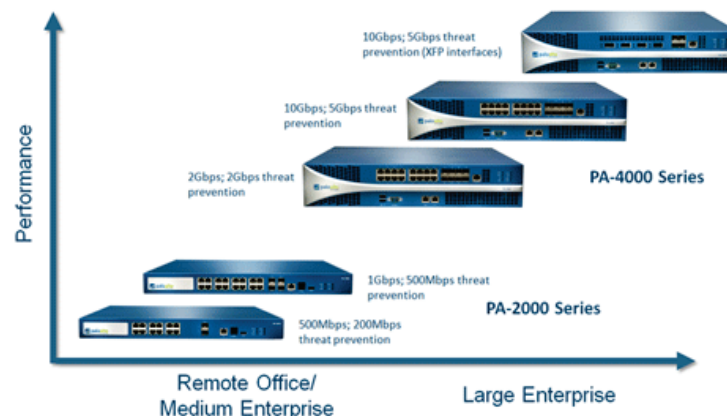 10Gbps; 5Gbps threat
prevention (XFP interfaces)
10Gbps; 5Gbps threat
prevention
2Gbps; 2Gbps threat
prevention
PA-4000 Series
1Gbps; 500Mbps threat
prevention
PA-2000 Series
500Mbps; 200Mbps
threat prevention
Performance
Remote Office/
Medium Enterprise
Large Enterprise